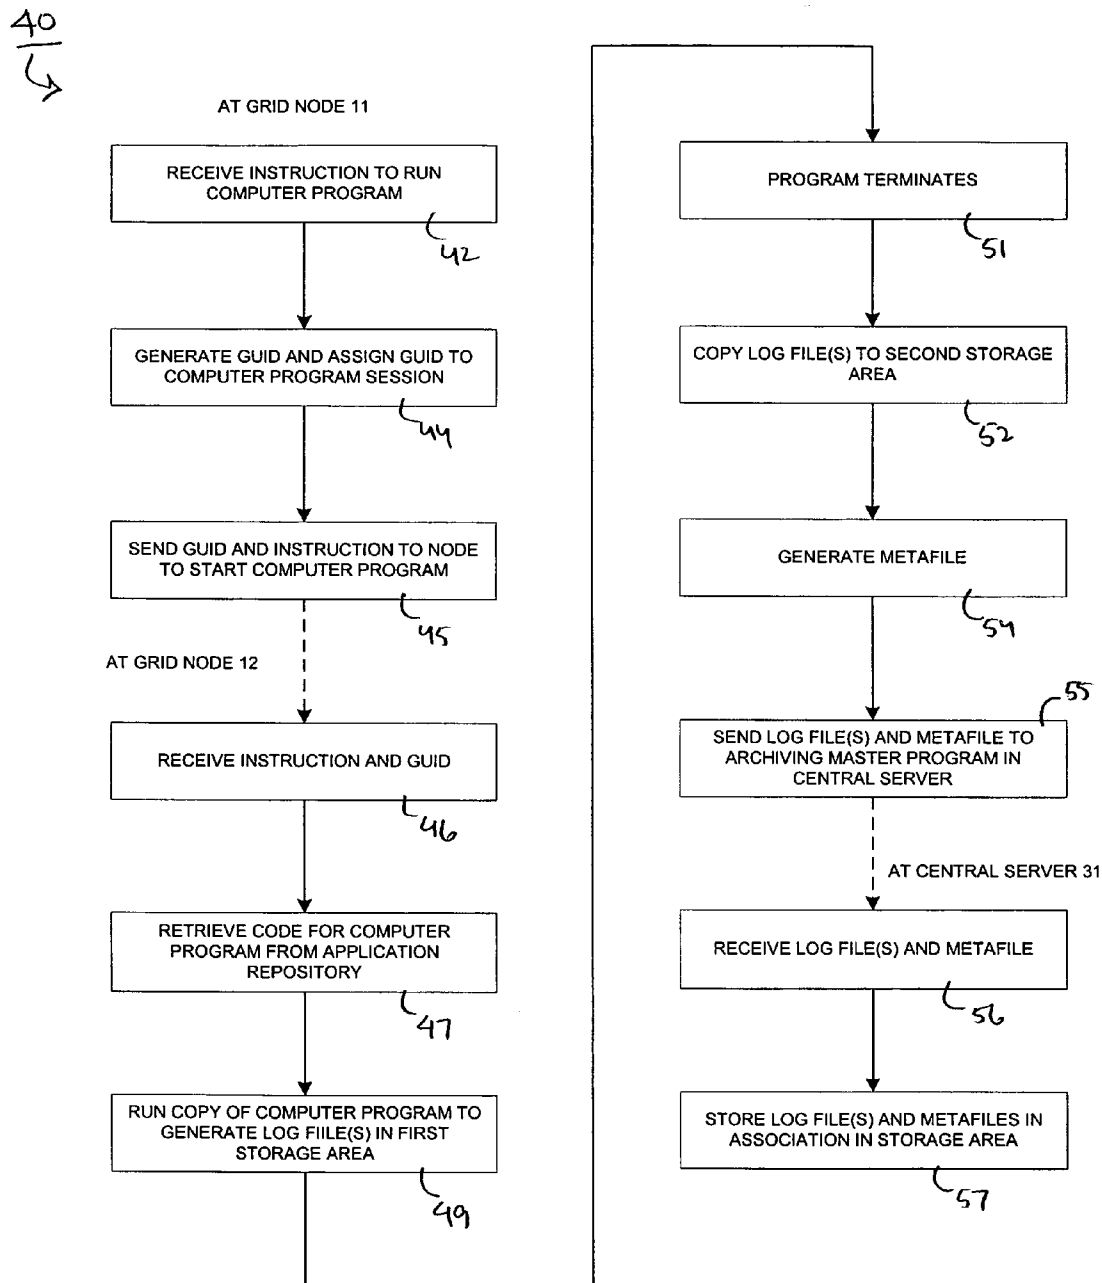 40
AT GRID NODE 11
RECEIVE INSTRUCTION TO RUN
COMPUTER PROGRAM
42
GENERATE GUID AND ASSIGN GUID TO
COMPUTER PROGRAM SESSION
44
SEND GUID AND INSTRUCTION TO NODE
TO START COMPUTER PROGRAM
45
AT GRID NODE 12
RECEIVE INSTRUCTION AND GUID
46
RETRIEVE CODE FOR COMPUTER
PROGRAM FROM APPLICATION
REPOSITORY
47
RUN COPY OF COMPUTER PROGRAM TO
GENERATE LOG FIILE(S) IN FIRST
STORAGE AREA
49
PROGRAM TERMINATES
51
COPY LOG FILE(S) TO SECOND STORAGE
AREA
52
GENERATE METAFILE
54
55
SEND LOG FILE(S) AND METAFILE TO
ARCHIVING MASTER PROGRAM IN
CENTRAL SERVER
AT CENTRAL SERVER 31
RECEIVE LOG FILE(S) AND METAFILE
56
STORE LOG FILE(S) AND METAFILES IN
ASSOCIATION IN STORAGE AREA
57